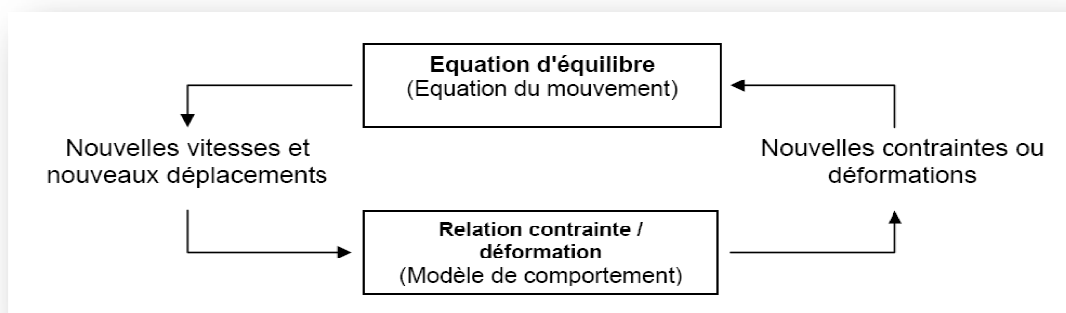 Equation d'équilibre
(Equation du mouvement)
Nouvelles vitesses et
nouveaux déplacements
Nouvelles contraintes ou
déformations
Relation contrainte /
déformation
(Modèle de comportement)